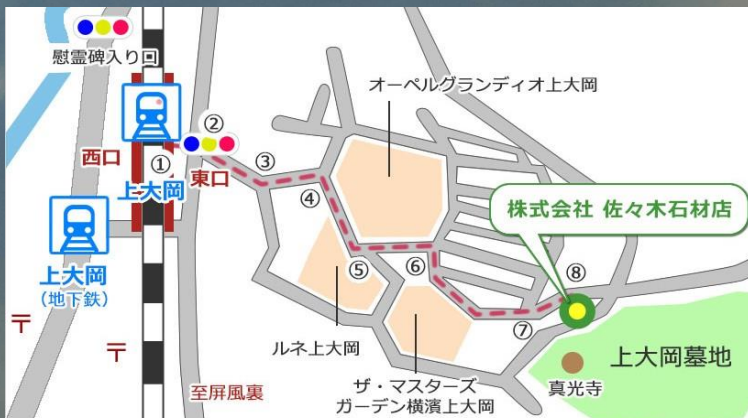 慰霊碑入り口
オーペルグランディオ上大岡
②
西口
①
上大岡
東口
③
④
株式会社 佐々木石材店
上大岡
(地下鉄)
⑤
⑥
⑧
⑦
〒
〒
ルネ上大岡
上大岡墓地
真光寺
至屏風裏
ザ・マスターズ
ガーデン横濱上大岡